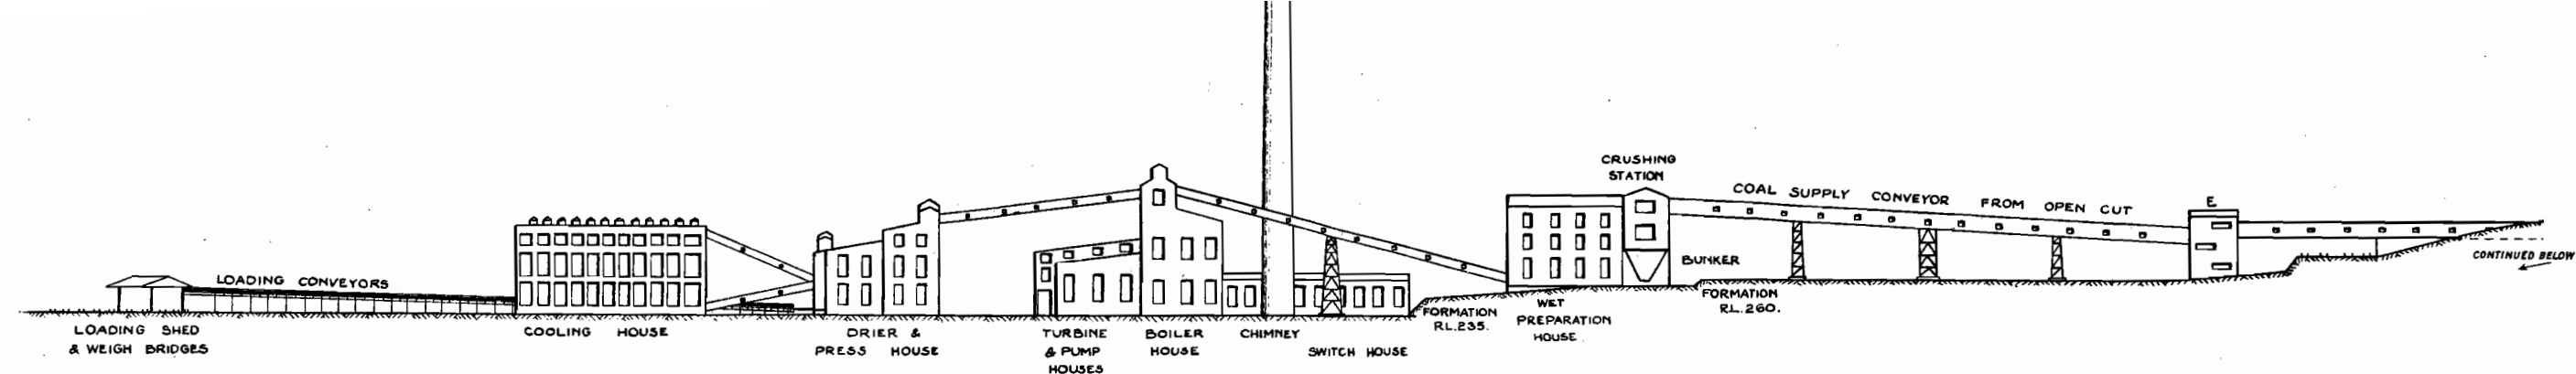 CRUSHING
STATION
COAL SUPPLY CONVEYOR FROM OPEN CUT
E
LOADING CONVEYORS
BUNKER
CONTINUED BELOW
LOADING SHED
& WEIGH BRIDGES
COOLING HOUSE
DRIER &
PRESS HOUSE
TURBINE
& PUMP
HOUSES
BOILER
HOUSE
CHIMNEY
SWITCH HOUSE
FORMATION
RL.235.
WET
PREPARATION
HOUSE.
FORMATION
RL.260.